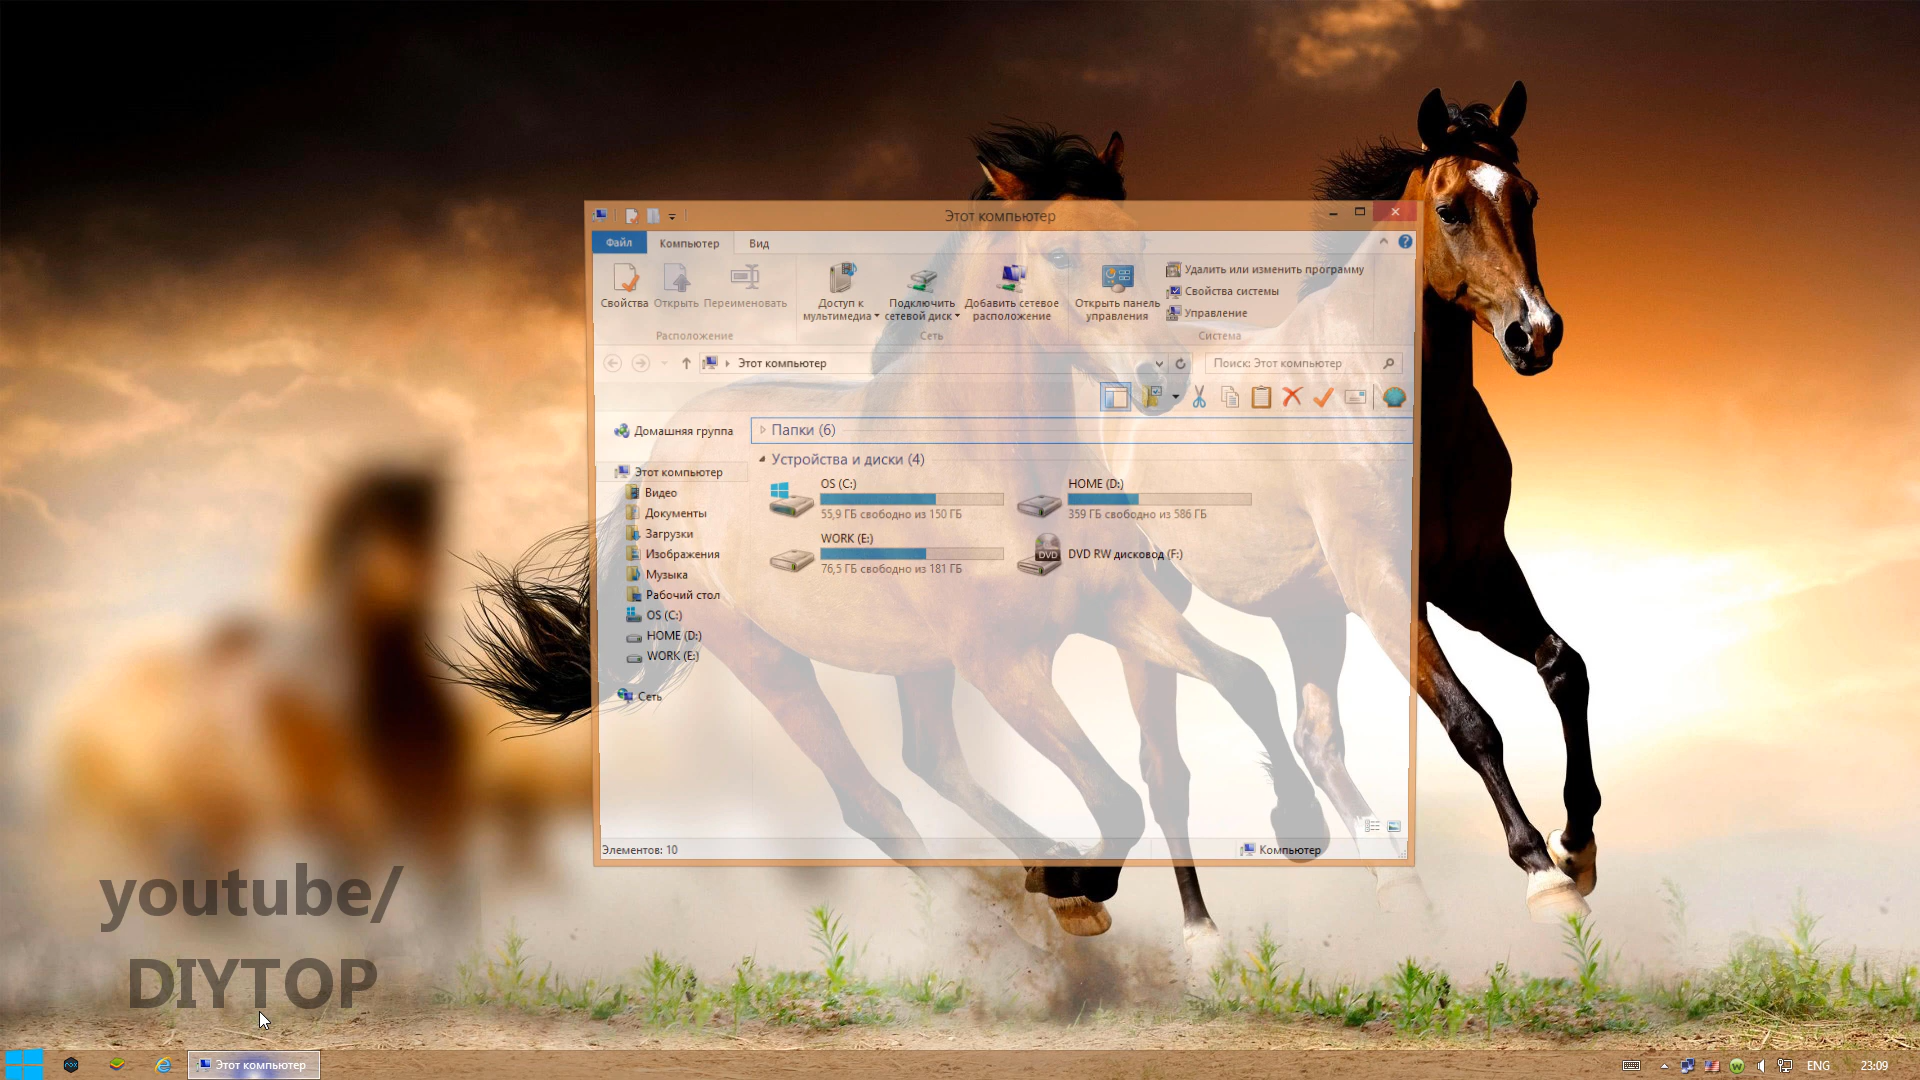 Этот компьютер
Файл
Компьютер
Вид
Свойства
Открыть
Переименовать
Доступ к мультимедиа
Подключить сетевой диск
Добавить сетевое расположение
Открыть панель управления
Удалить или изменить программу
Свойства системы
Управление
Расположение
Сеть
Система
Этот компьютер
Поиск: Этот компьютер
Домашняя группа
Этот компьютер
Видео
Документы
Загрузки
Изображения
Музыка
Рабочий стол
OS (C:)
HOME (D:)
WORK (E:)
Сеть
Папки (6)
Устройства и диски (4)
OS (C:)
55,9 ГБ свободно из 150 ГБ
HOME (D:)
359 ГБ свободно из 586 ГБ
WORK (E:)
76,5 ГБ свободно из 181 ГБ
DVD
DVD RW дисковод (F:)
Элементов: 10
Компьютер
youtube/
DIYTOP
Этот компьютер
ENG
23:09